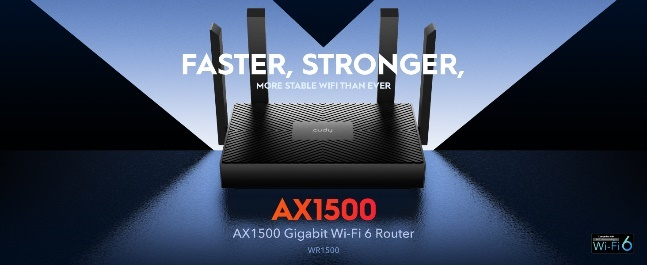 FASTER, STRONGER,
MORE STABLE WIFI THAN EVER
cudy
AX1500
AX1500 Gigabit Wi-Fi 6 Router
WR1500
Wi-Fi 6